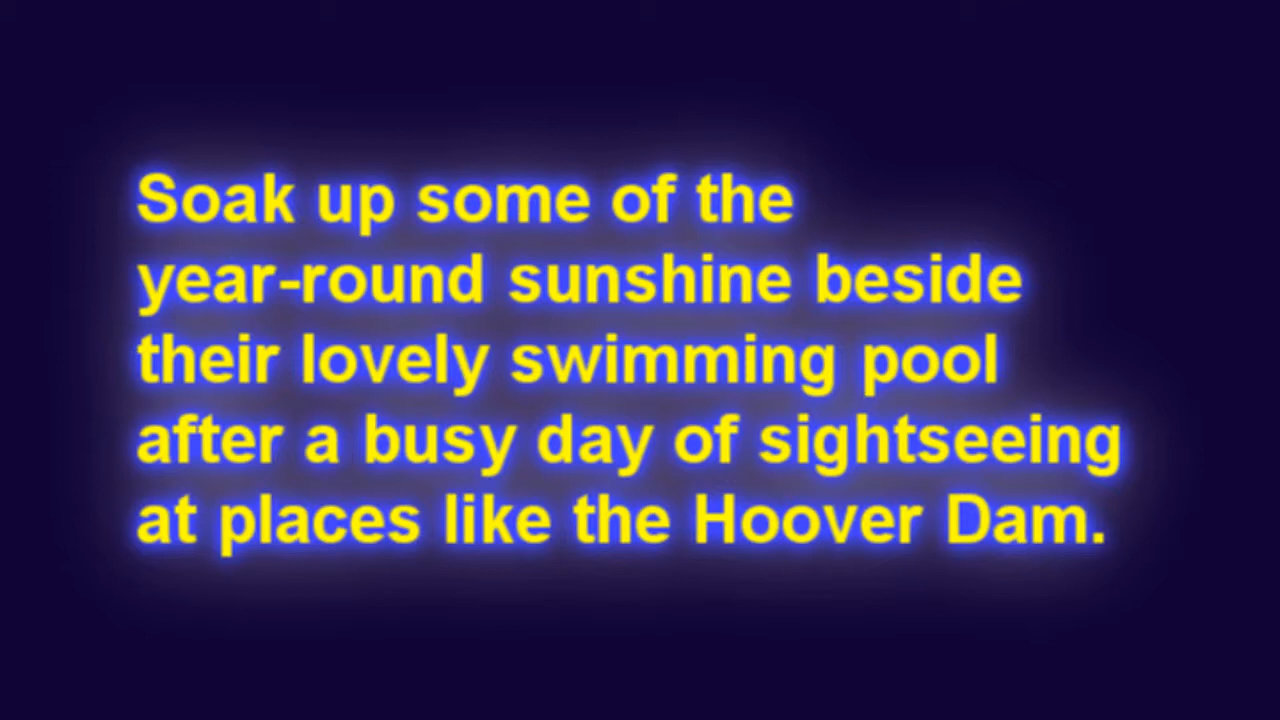 Soak up some of the
year-round sunshine beside
their lovely swimming pool
after a busy day of sightseeing
at places like the Hoover Dam.